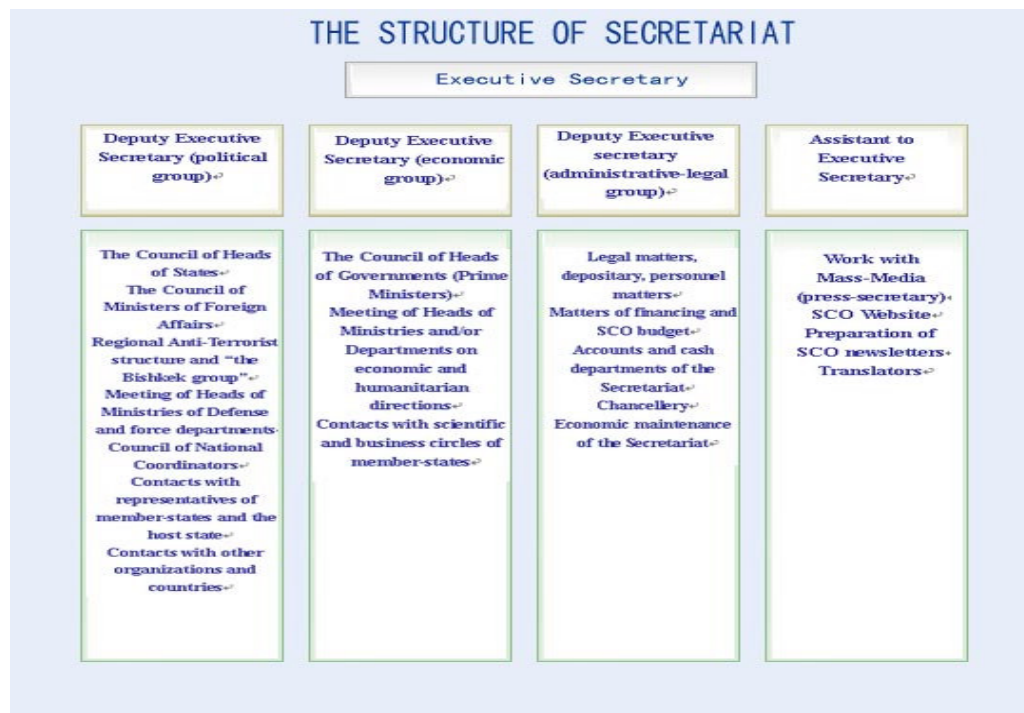 THE STRUCTURE OF SECRETARIAT
Executive Secretary
Deputy Executive
Secretary (political
group)↵
Deputy Executive
Secretary (economic
group)↵
Deputy Executive
secretary
(administrative-legal
group)↵
Assistant to
Executive
Secretary↵
The Council of Heads
of States↵
The Council of
Ministers of Foreign
Affairs↵
Regional Anti-Terrorist
structure and “the
Bishkek group”↵
Meeting of Heads of
Ministries of Defense
and force departments
Council of National
Coordinators↵
Contacts with
representatives of
member-states and the
host state↵
Contacts with other
organizations and
countries↵
The Council of Heads
of Governments (Prime
Ministers)↵
Meeting of Heads of
Ministries and/or
Departments on
economic and
humanitarian
directions↵
Contacts with scientific
and business circles of
member-states↵
Legal matters,
depositary, personnel
matters↵
Matters of financing and
SCO budget↵
Accounts and cash
departments of the
Secretariat↵
Chancellery↵
Economic maintenance
of the Secretariat↵
Work with
Mass-Media
(press-secretary)↵
SCO Website↵
Preparation of
SCO newsletters↵
Translators↵